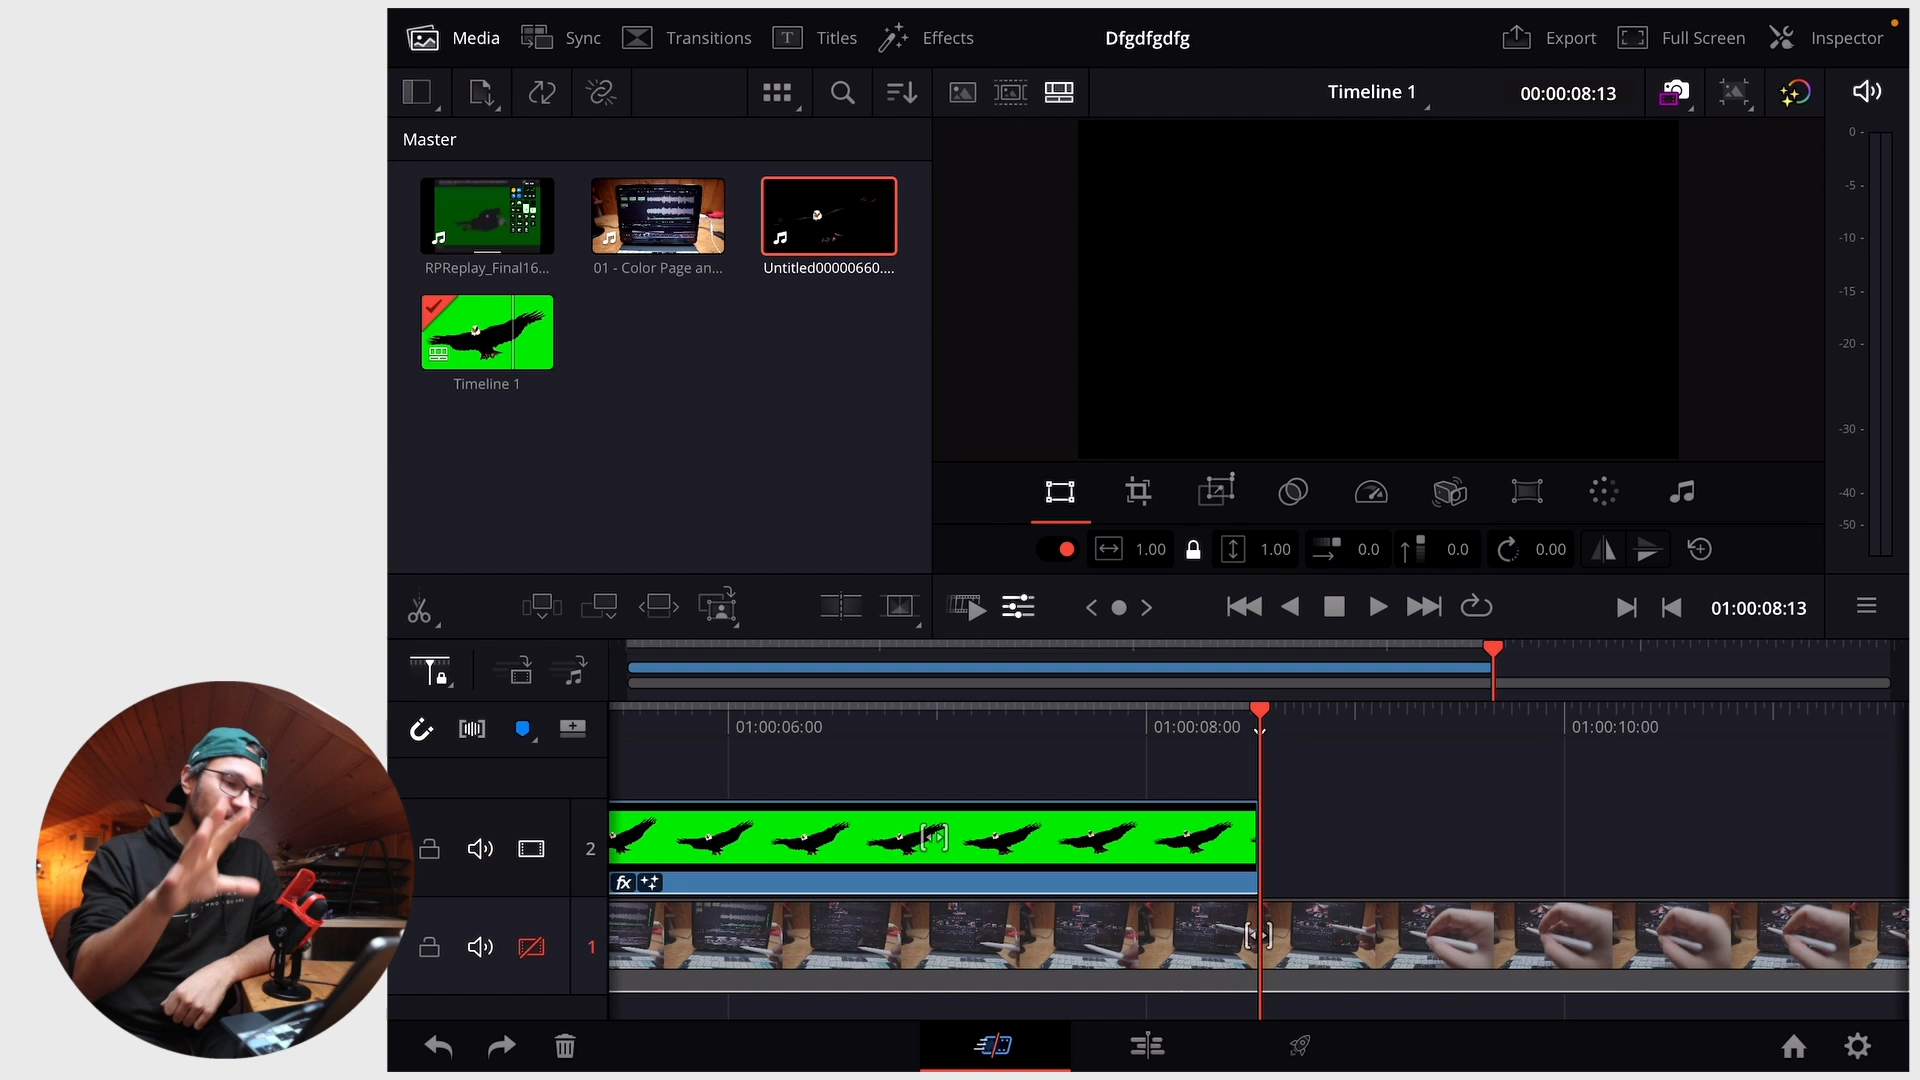 Media Sync Transitions Titles Effects Dfgdfgdfg Export Full Screen Inspector
Timeline 1 00:00:08:13
Master
RPReplay_Final16...
01 - Color Page an...
Untitled00000660....
Timeline 1
0
-5
-10
-15
-20
-30
-40
-50
1.00 1.00 0.0 0.0 0.00
01:00:08:13
01:00:06:00 01:00:08:00 01:00:10:00
2
fx
1